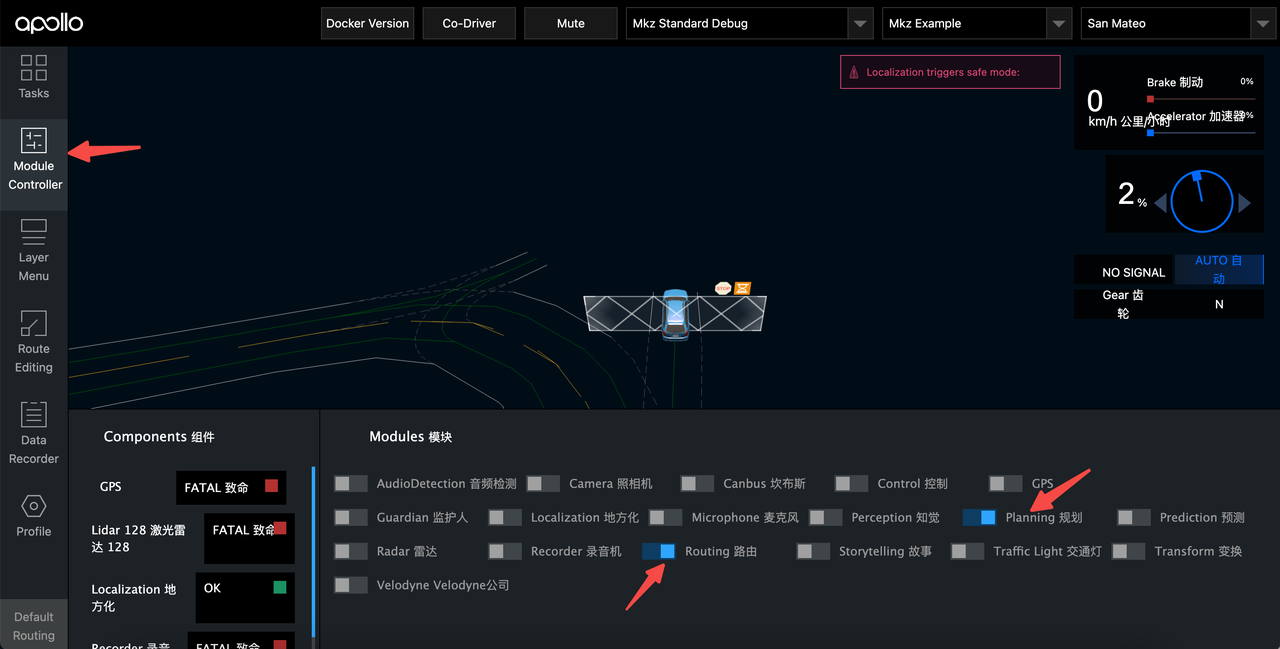 apollo
Docker Version
Co-Driver
Mute
Mkz Standard Debug
Mkz Example
San Mateo
Tasks
Module
Controller
Layer
Menu
Route
Editing
Data
Recorder
Profile
Default
Routing
Localization triggers safe mode:
0
km/h 公里/小时
Brake 制动
0%
Accelerator 加速器
0%
2 %
NO SIGNAL
AUTO 自
动
Gear 齿
轮
N
STOP
Components 组件
GPS
FATAL 致命
Lidar 128 激光雷
达 128
FATAL 致命
Localization 地
方化
OK
Recorder 录音
FATAL 致命
Modules 模块
AudioDetection 音频检测
Camera 照相机
Canbus 坎布斯
Control 控制
GPS
Guardian 监护人
Localization 地方化
Microphone 麦克风
Perception 知觉
Planning 规划
Prediction 预测
Radar 雷达
Recorder 录音机
Routing 路由
Storytelling 故事
Traffic Light 交通灯
Transform 变换
Velodyne Velodyne公司